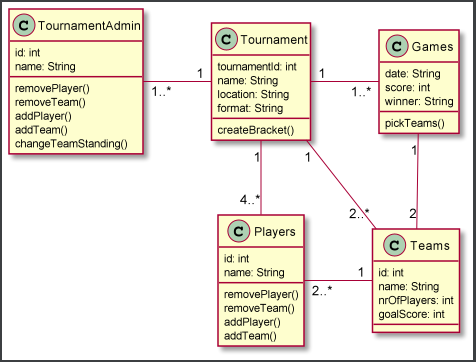 C TournamentAdmin
id: int
name: String
removePlayer()
removeTeam()
addPlayer()
addTeam()
changeTeamStanding()
1..*
1
C Tournament
tournamentId: int
name: String
location: String
format: String
createBracket()
1
1..*
C Games
date: String
score: int
winner: String
pickTeams()
1
4..*
1
2..*
1
2
C Players
id: int
name: String
removePlayer()
removeTeam()
addPlayer()
addTeam()
2..*
1
C Teams
id: int
name: String
nrOfPlayers: int
goalScore: int